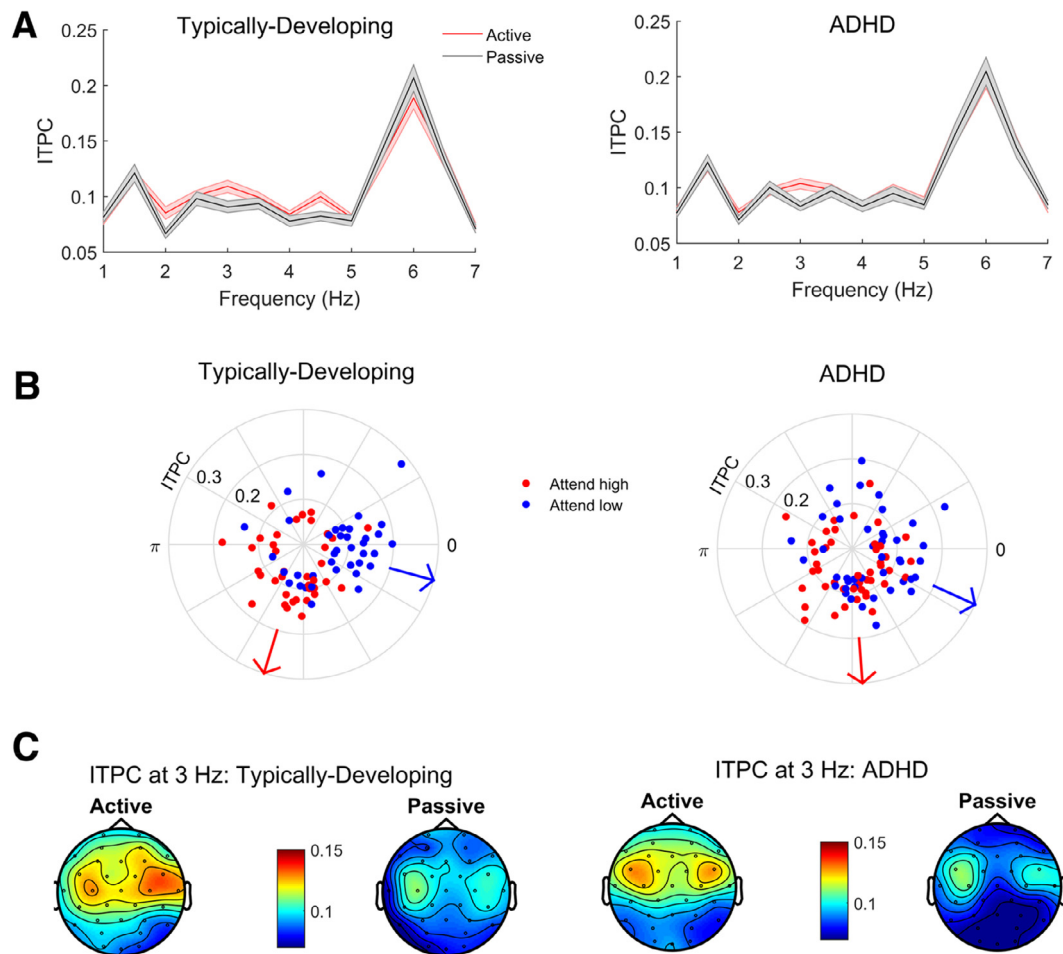 A
Typically-Developing
ADHD
Active
Passive
ITPC
0.2
0.15
0.1
0.05
1 2 3 4 5 6 7
Frequency (Hz)
ITPC
0.2
0.15
0.1
0.05
1 2 3 4 5 6 7
Frequency (Hz)
B
Typically-Developing
ADHD
ITPC
0.3
0.2
π
0
Attend high
Attend low
ITPC
0.3
0.2
π
0
C
ITPC at 3 Hz: Typically-Developing
ITPC at 3 Hz: ADHD
Active
Passive
Active
Passive
0.15
0.1
0.15
0.1